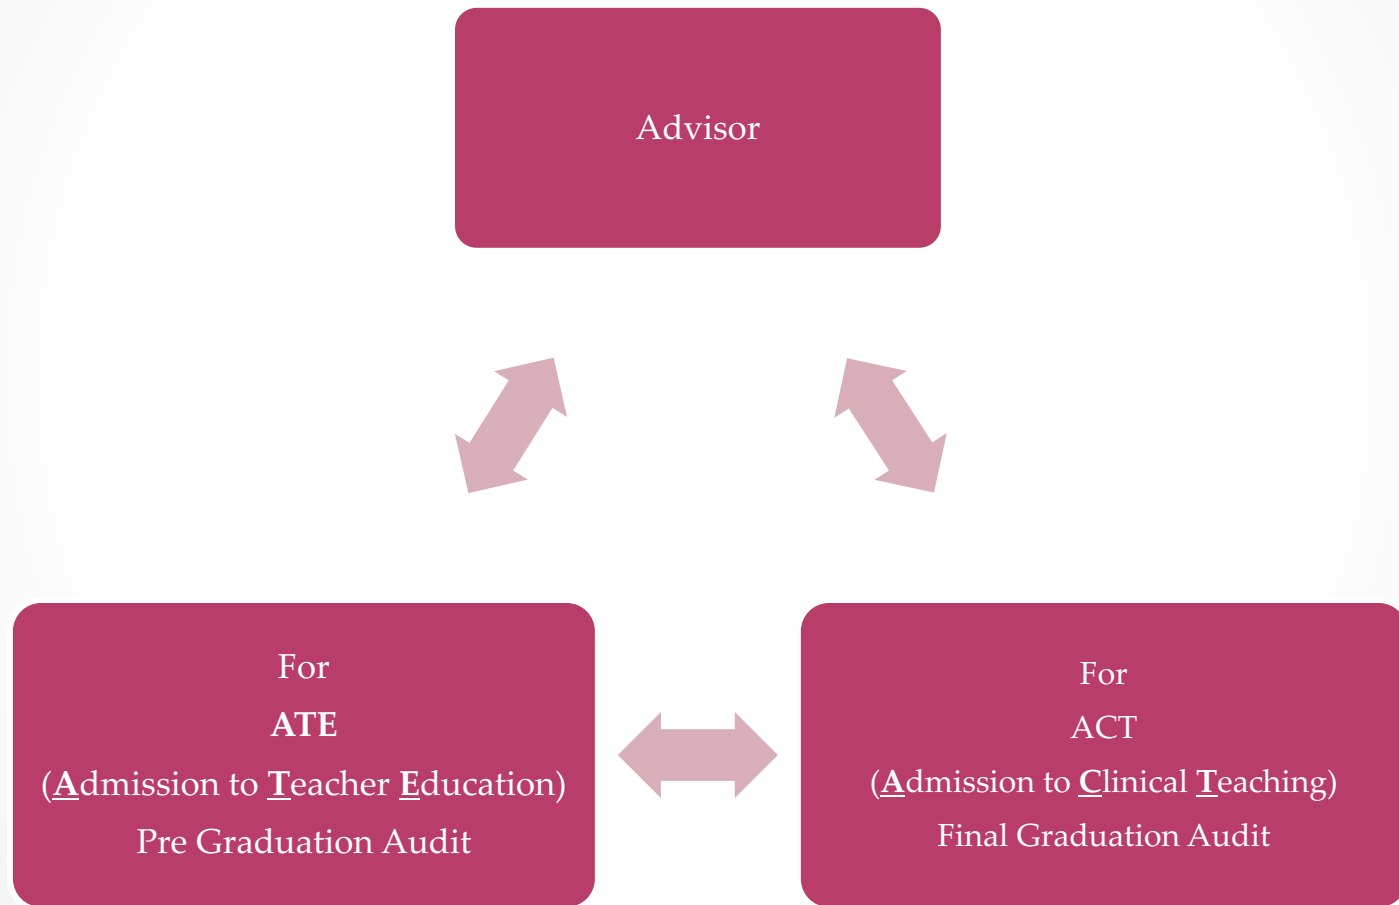 Advisor
For
ATE
(Admission to Teacher Education)
Pre Graduation Audit
For
ACT
(Admission to Clinical Teaching)
Final Graduation Audit